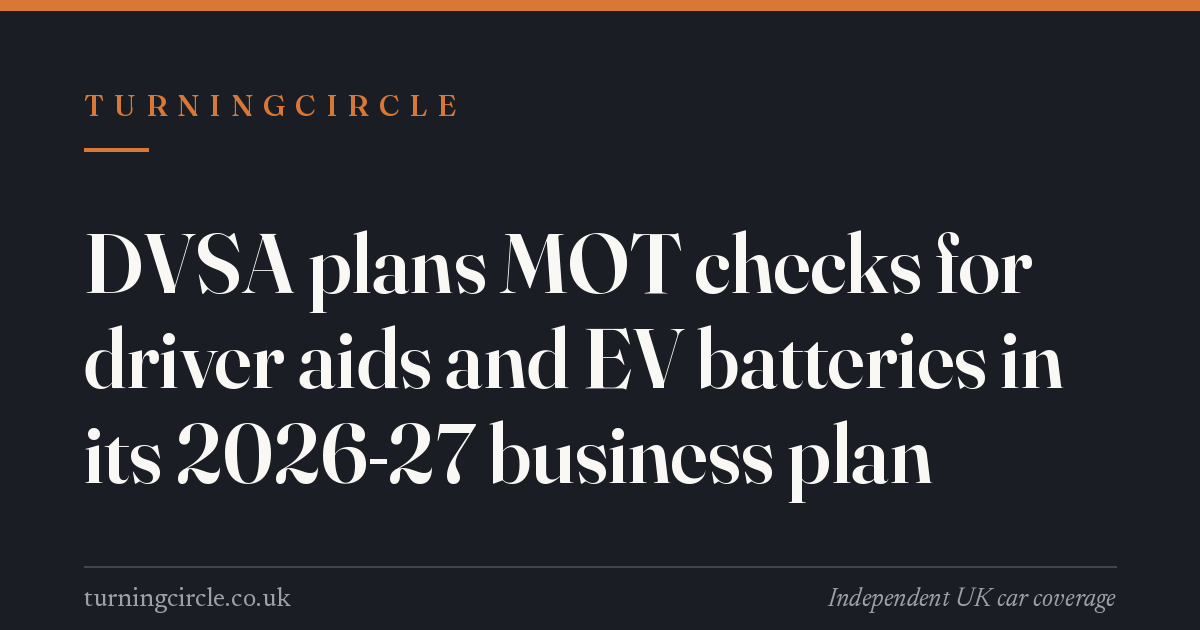 TURNINGCIRCLE
DVSA plans MOT checks for
driver aids and EV batteries in
its 2026-27 business plan
turningcircle.co.uk
Independent UK car coverage